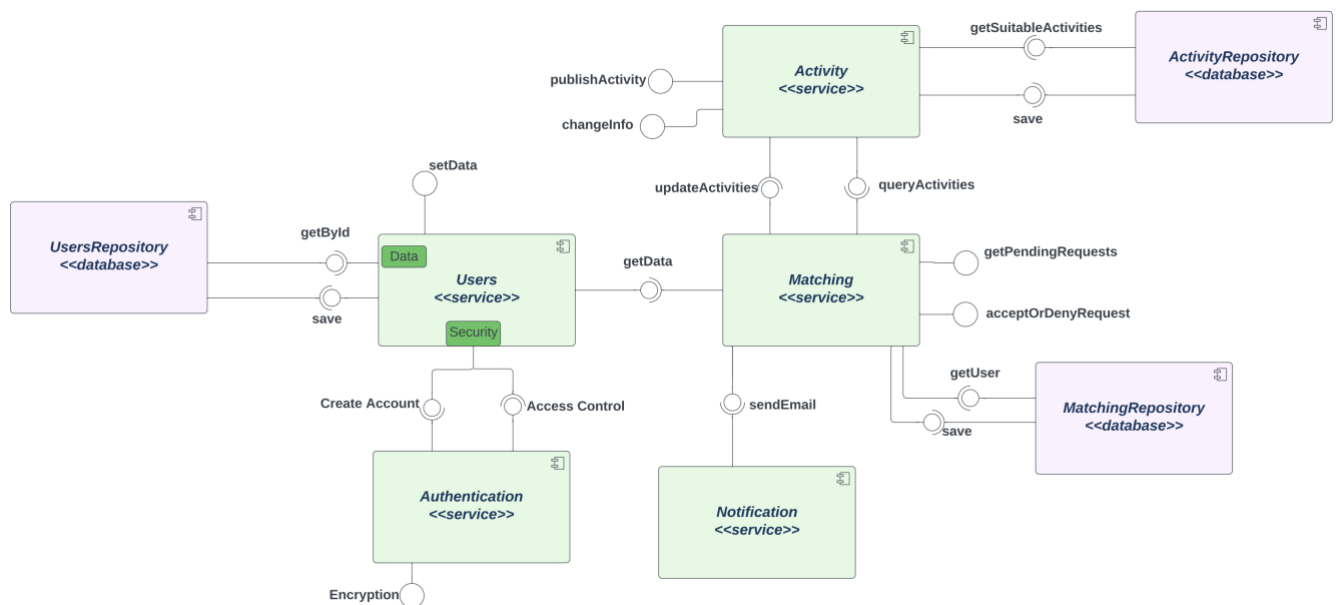 getSuitableActivities
ActivityRepository
<<database>>
Activity
<<service>>
publishActivity
changeInfo
save
setData
updateActivities
queryActivities
UsersRepository
<<database>>
getById
save
Data
Users
<<service>>
Security
getData
Matching
<<service>>
getPendingRequests
acceptOrDenyRequest
Create Account
Access Control
sendEmail
getUser
save
MatchingRepository
<<database>>
Authentication
<<service>>
Notification
<<service>>
Encryption